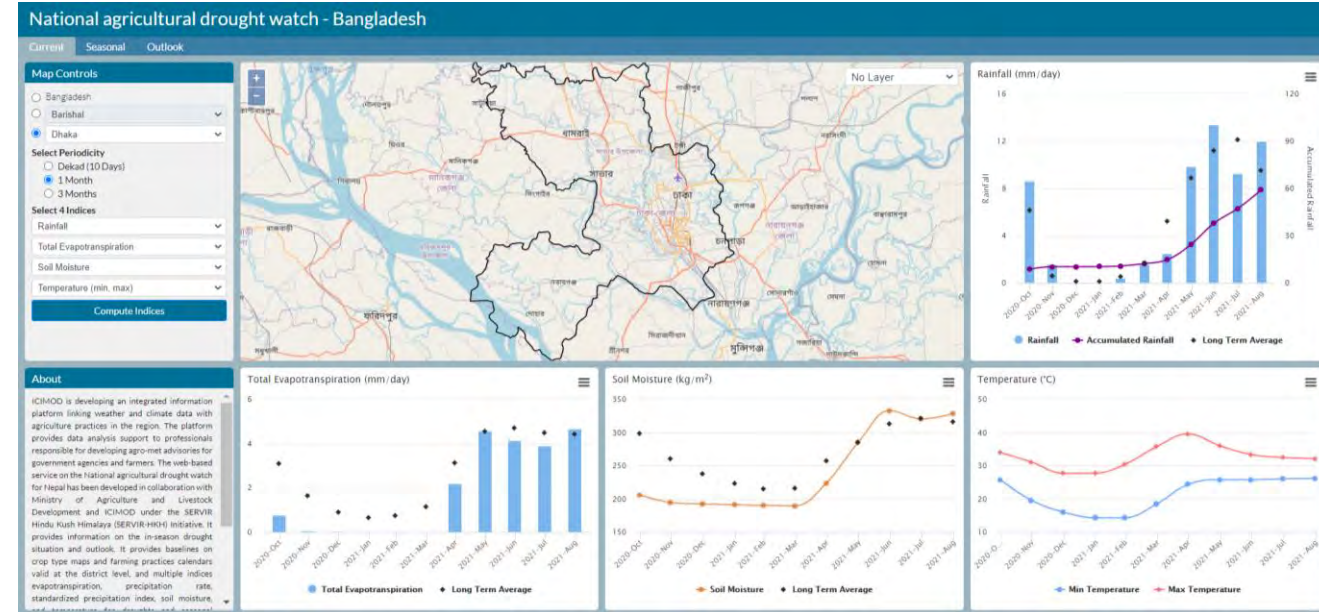 National agricultural drought watch - Bangladesh
Current Seasonal Outlook
Map Controls
Bangladesh
Barishal
Dhaka
Select Periodicity
Dekad (10 Days)
1 Month
3 Months
Select 4 Indices
Rainfall
Total Evapotranspiration
Soil Moisture
Temperature (min, max)
Compute Indices
+
-
No Layer
ধামরাই
সাভার
ঢাকা
নারায়ণগঞ্জ
মুন্সিগঞ্জ
ফরিদপুর
Rainfall (mm/day)
16
12
8
4
0
Rainfall
120
90
60
30
0
Accumulated Rainfall
2020-Oct
2020-Nov
2020-Dec
2021-Jan
2021-Feb
2021-Mar
2021-Apr
2021-May
2021-Jun
2021-Jul
2021-Aug
Rainfall Accumulated Rainfall Long Term Average
About
ICIMOD is developing an integrated information
platform linking weather and climate data with
agriculture practices in the region. The platform
provides data analysis support to professionals
responsible for developing agro-met advisories for
government agencies and farmers. The web-based
service on the National agricultural drought watch
for Nepal has been developed in collaboration with
Ministry of Agriculture and Livestock
Development and ICIMOD under the SERVIR
Hindu Kush Himalaya (SERVIR-HKH) Initiative. It
provides information on the in-season drought
situation and outlook. It provides baselines on
crop type maps and farming practices calendars
valid at the district level, and multiple indices
evapotranspiration, precipitation rate,
standardized precipitation index, soil moisture,
Total Evapotranspiration (mm/day)
6
4
2
0
2020-Oct
2020-Nov
2020-Dec
2021-Jan
2021-Feb
2021-Mar
2021-Apr
2021-May
2021-Jun
2021-Jul
2021-Aug
Total Evapotranspiration Long Term Average
Soil Moisture (kg/m²)
350
300
250
200
150
2020-Oct
2020-Nov
2020-Dec
2021-Jan
2021-Feb
2021-Mar
2021-Apr
2021-May
2021-Jun
2021-Jul
2021-Aug
Soil Moisture Long Term Average
Temperature (°C)
50
40
30
20
10
2020-O..
2020-Nov
2020-Dec
2021-Jan
2021-Feb
2021-Mar
2021-Apr
2021-May
2021-Jun
2021-Jul
2021-Aug
Min Temperature Max Temperature